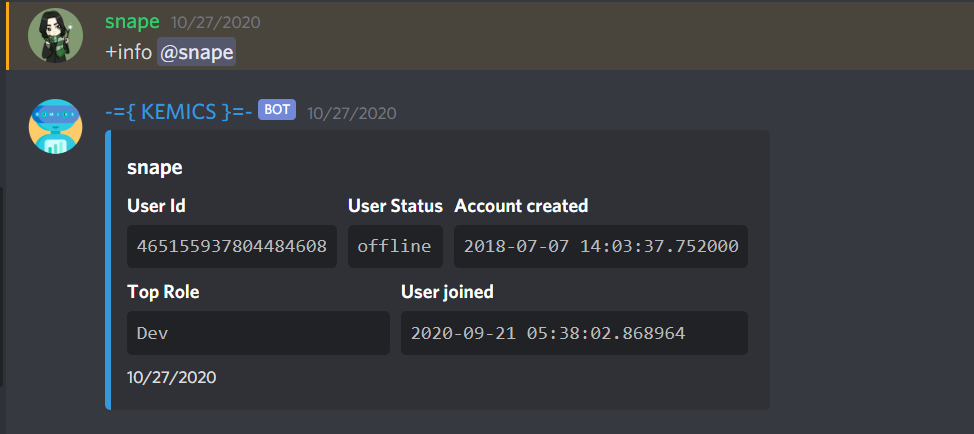 snape 10/27/2020
+info @snape
-={ KEMICS }=- BOT 10/27/2020
snape
User Id User Status Account created
465155937804484608 offline 2018-07-07 14:03:37.752000
Top Role User joined
Dev 2020-09-21 05:38:02.868964
10/27/2020